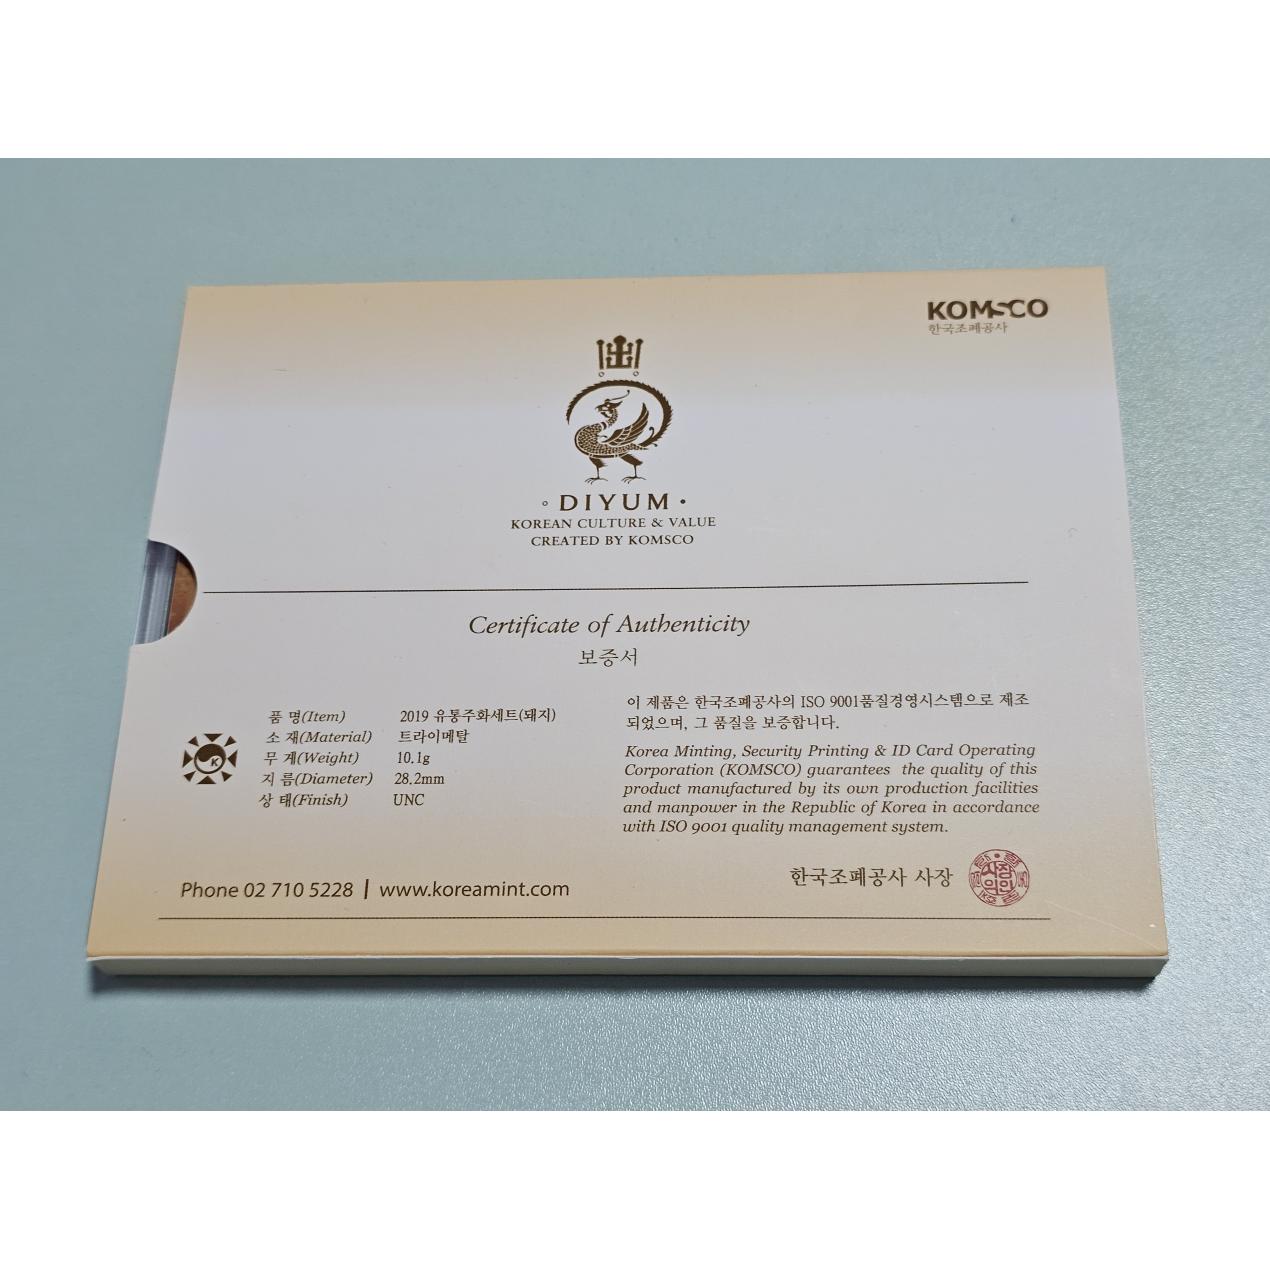 KOMSCO
한국조폐공사
DIYUM
KOREAN CULTURE & VALUE
CREATED BY KOMSCO
Certificate of Authenticity
보증서
품 명(Item) 2019 유통주화세트(돼지)
소 재(Material) 트라이메탈
무 게(Weight) 10.1g
지 름(Diameter) 28.2mm
상 태(Finish) UNC
K
이 제품은 한국조폐공사의 ISO 9001품질경영시스템으로 제조
되었으며, 그 품질을 보증합니다.
Korea Minting, Security Printing & ID Card Operating
Corporation (KOMSCO) guarantees the quality of this
product manufactured by its own production facilities
and manpower in the Republic of Korea in accordance
with ISO 9001 quality management system.
한국조폐공사 사장
Phone 02 710 5228 | www.koreamint.com